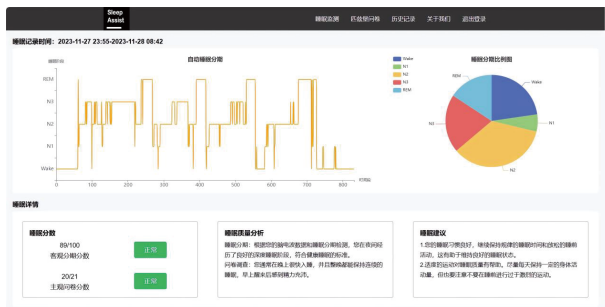 Sleep
Assist
睡眠监测 匹兹堡问卷 历史记录 关于我们 退出登录
睡眠记录时间：2023-11-27 23:55-2023-11-28 08:42
睡眠阶段
自动睡眠分期
REM
N3
N2
N1
Wake
0 100 200 300 400 500 600 700 800
时间轴
Wake
N1
N2
N3
REM
睡眠分期比例图
REM
Wake
N1
N3
N2
睡眠详情
睡眠分数
89/100
客观分期分数
正常
20/21
主观问卷分数
正常
睡眠质量分析
睡眠分期：根据您的脑电波数据和睡眠分期检测，您在夜间经
历了良好的深度睡眠阶段，符合健康睡眠的标准。
问卷调查：您通常在晚上很快入睡，并且整晚都能保持连续的
睡眠，早上醒来后感到精力充沛。
睡眠建议
1.您的睡眠习惯良好，继续保持规律的睡眠时间和放松的睡前
活动，这有助于维持良好的睡眠状态。
2.适度的运动对睡眠质量有帮助。尽量每天保持一定的身体活
动量，但也要注意不要在睡前进行过于激烈的运动。